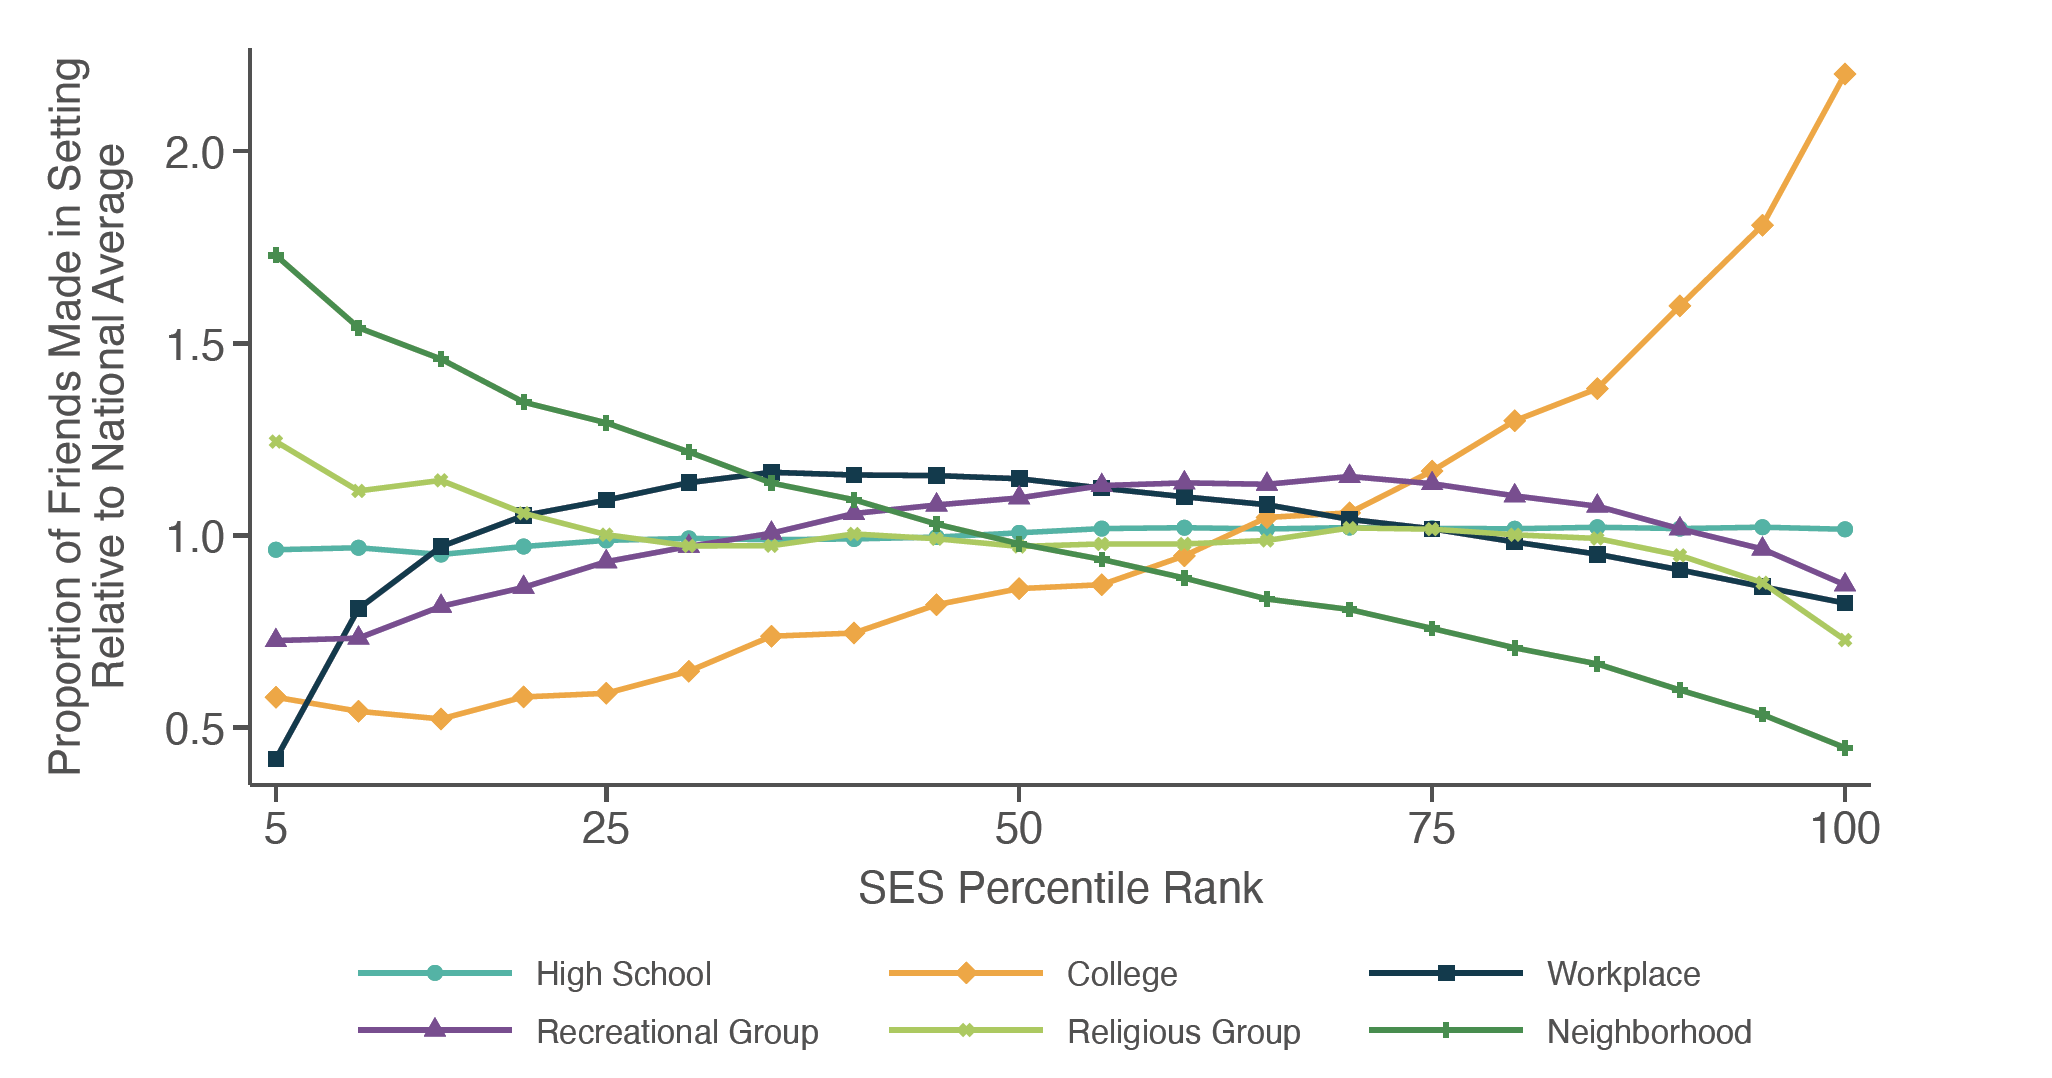 Proportion of Friends Made in Setting
Relative to National Average
2.0
1.5
1.0
0.5
5 25 50 75 100
SES Percentile Rank
High School College Workplace
Recreational Group Religious Group Neighborhood